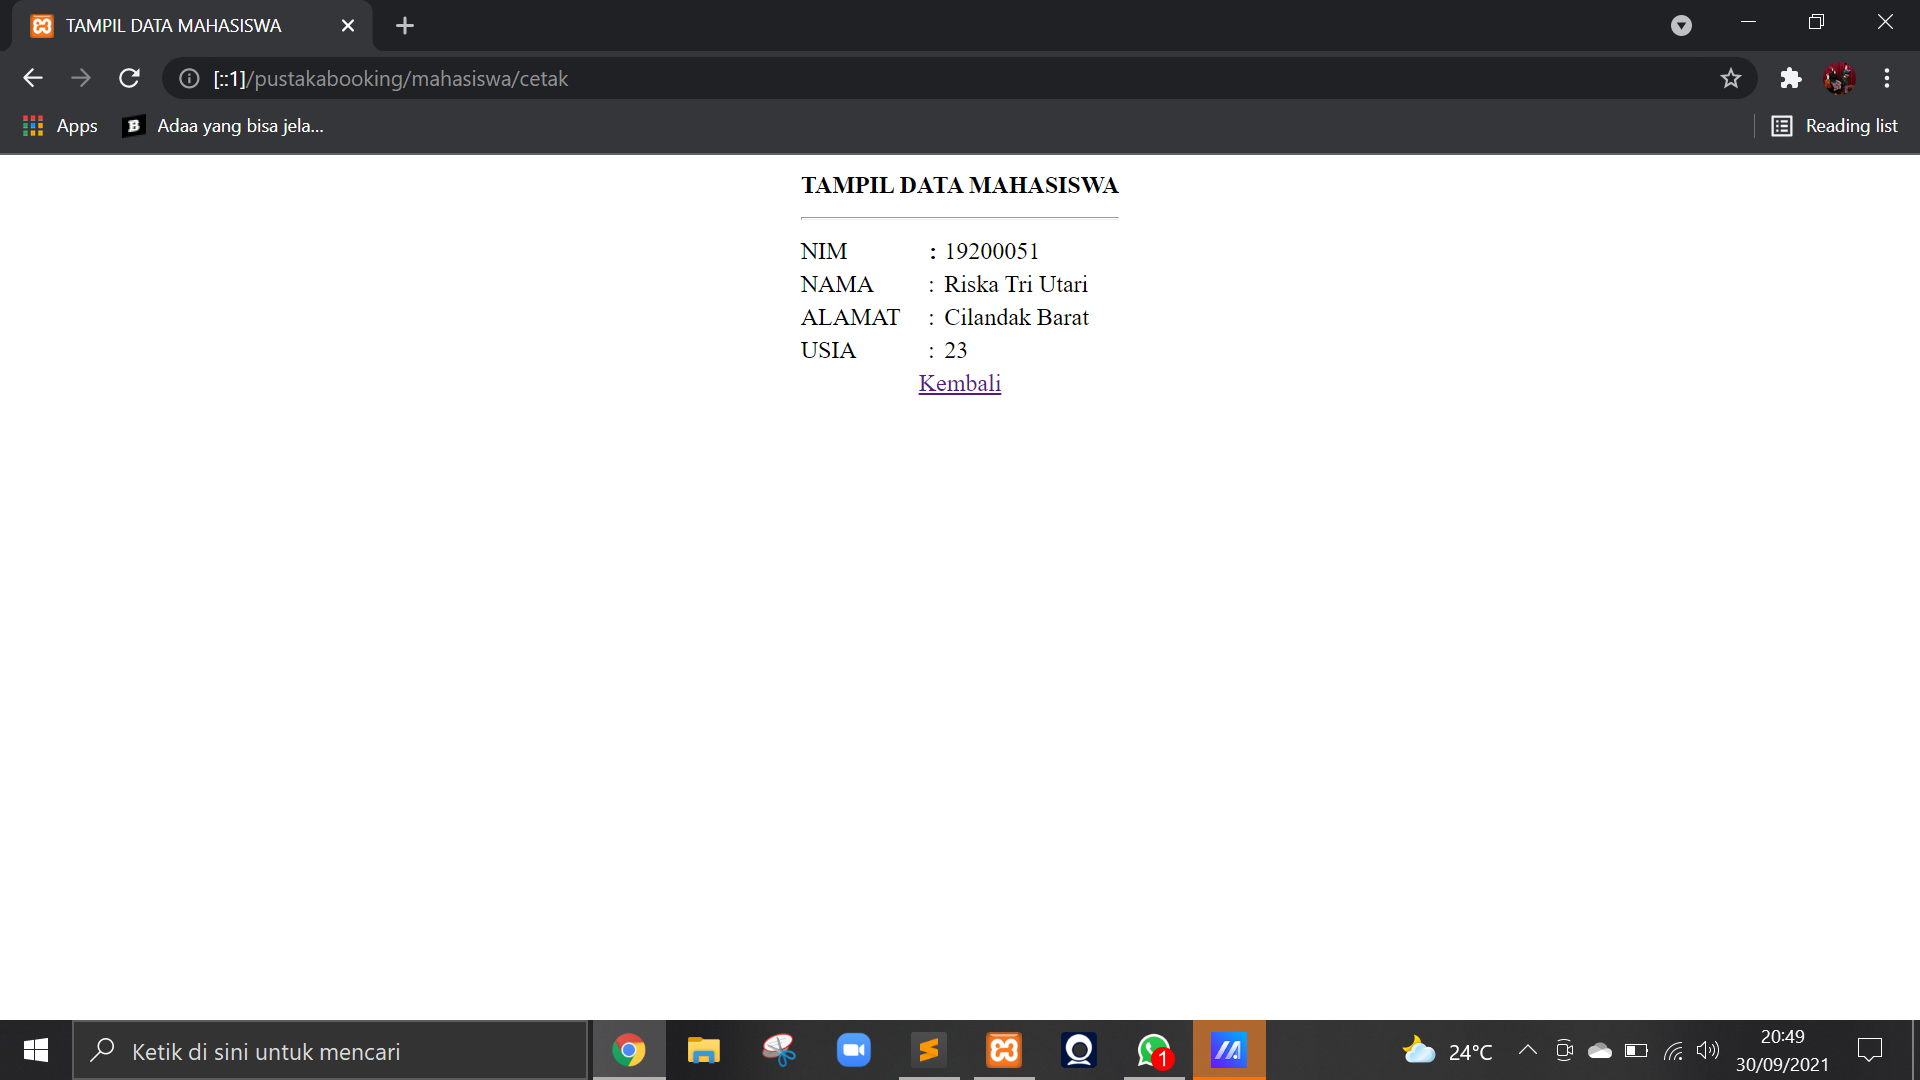 TAMPIL DATA MAHASISWA
[::1]/pustakabooking/mahasiswa/cetak
Apps
B Adaa yang bisa jela...
Reading list
TAMPIL DATA MAHASISWA
NIM : 19200051
NAMA : Riska Tri Utari
ALAMAT : Cilandak Barat
USIA : 23
Kembali
Ketik di sini untuk mencari
1
24°C
20:49
30/09/2021